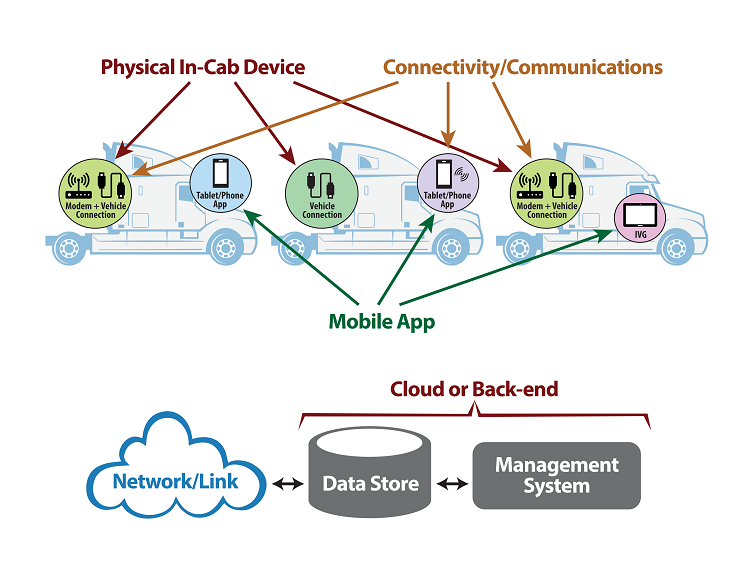 Physical In-Cab Device
Connectivity/Communications
Modem + Vehicle
Connection
Tablet/Phone
App
Vehicle
Connection
Tablet/Phone
App
Modem + Vehicle
Connection
IVG
Mobile App
Cloud or Back-end
Network/Link
Data Store
Management
System